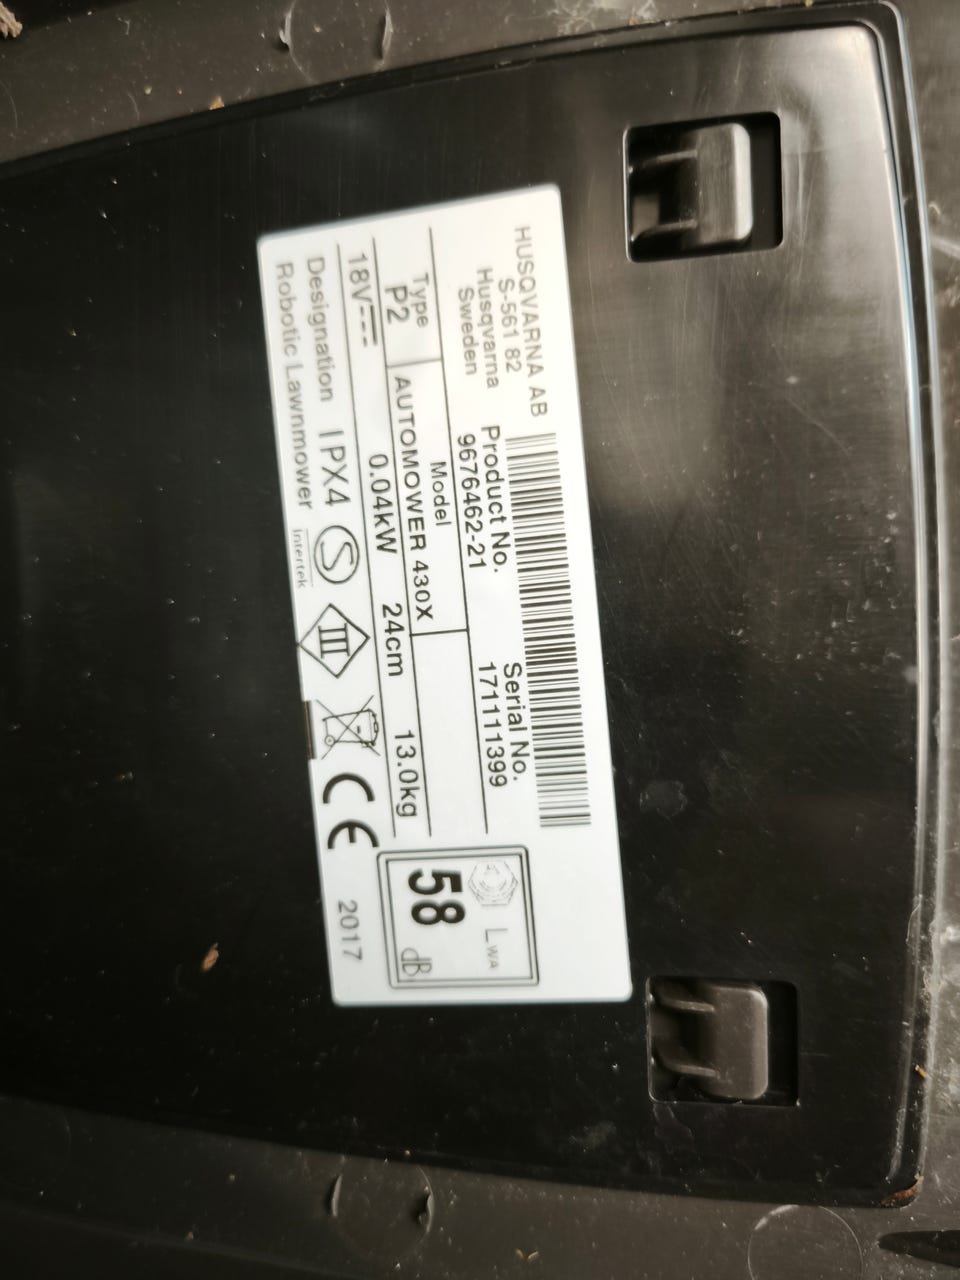 HUSQVARNA AB
S-561 82
Husqvarna
Sweden
Product No.
9676462-21
Serial No.
171111399
Type
P2
Model
AUTOMOWER 430X
18V
0.04kW
24cm
13.0kg
Designation
Robotic Lawnmower
IPX4
S
Intertek
III
CE
2017
LWA
58
dB